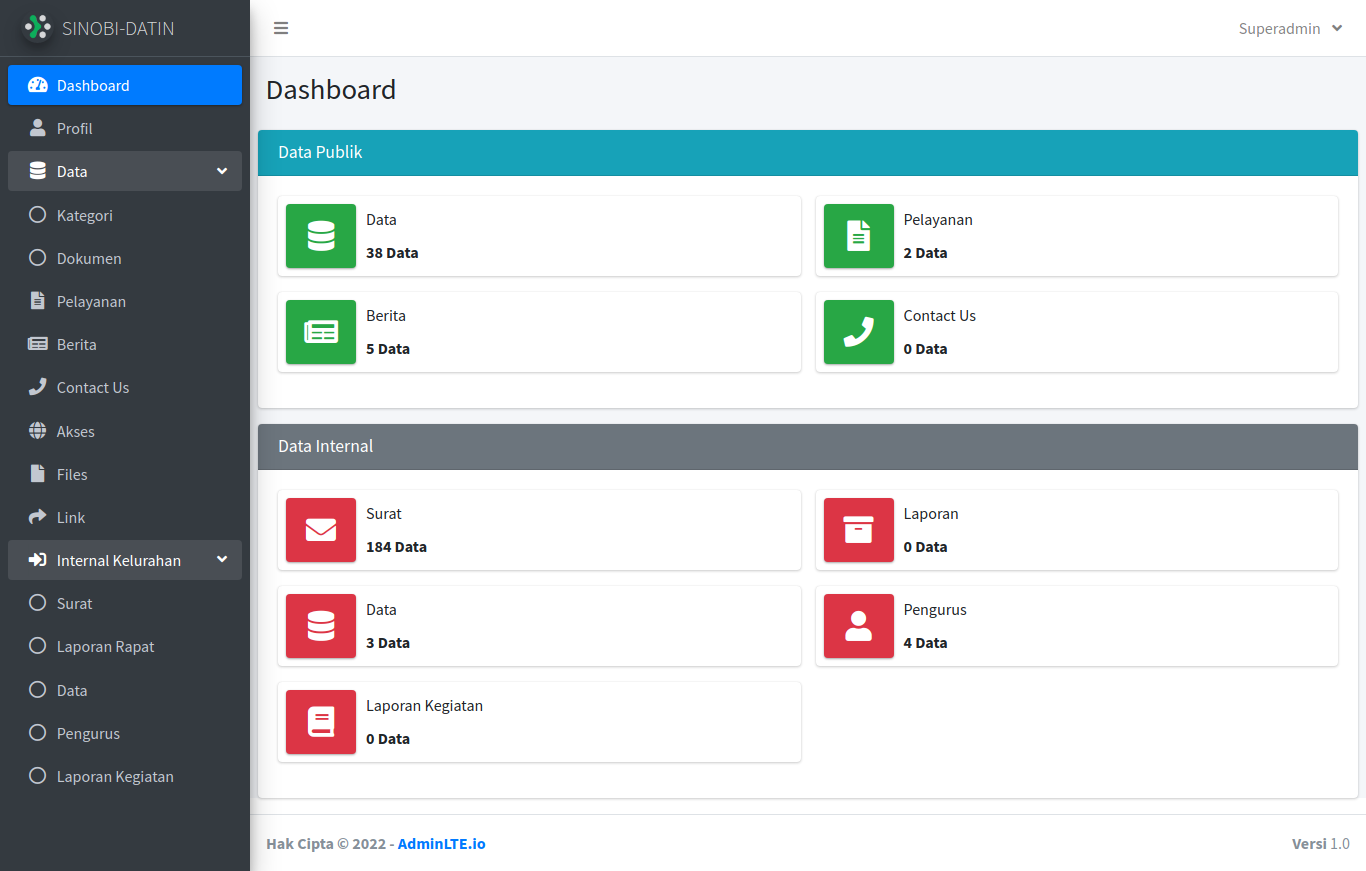 SINOBI-DATIN
Superadmin
Dashboard
Profil
Data
Kategori
Dokumen
Pelayanan
Berita
Contact Us
Akses
Files
Link
Internal Kelurahan
Surat
Laporan Rapat
Data
Pengurus
Laporan Kegiatan
Dashboard
Data Publik
Data
38 Data
Pelayanan
2 Data
Berita
5 Data
Contact Us
0 Data
Data Internal
Surat
184 Data
Laporan
0 Data
Data
3 Data
Pengurus
4 Data
Laporan Kegiatan
0 Data
Hak Cipta © 2022 - AdminLTE.io
Versi 1.0